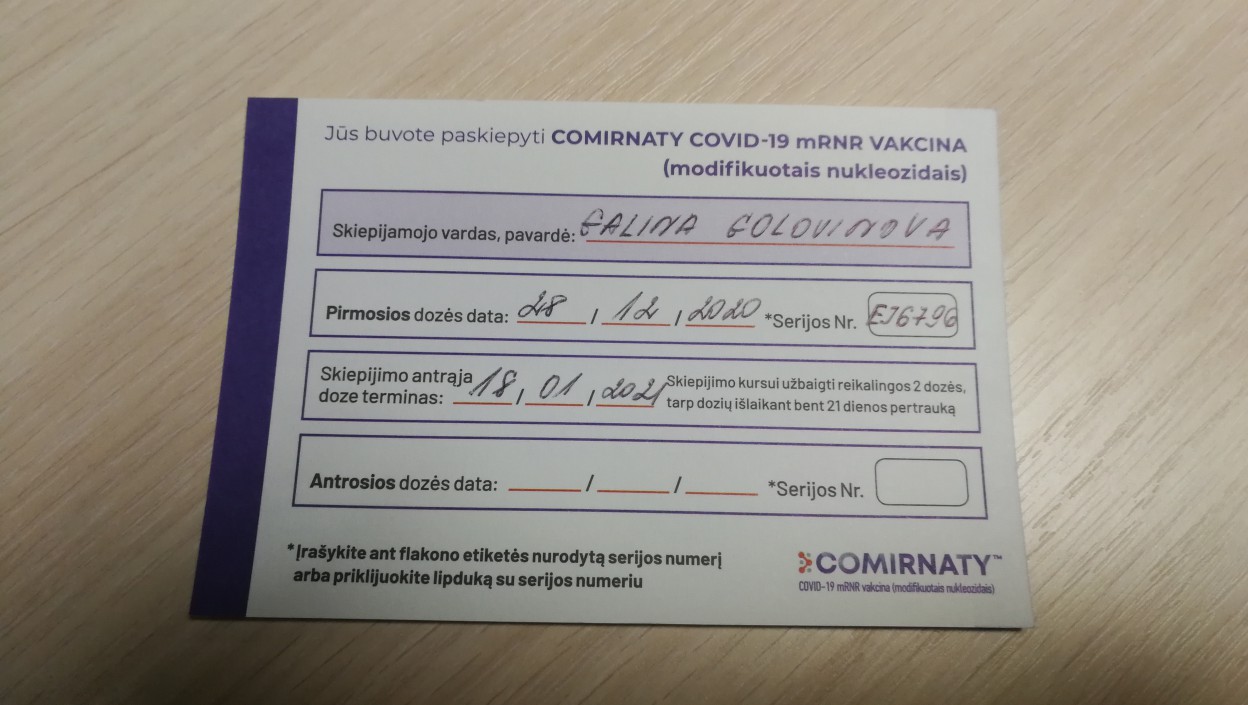 Jūs buvote paskiepyti COMIRNATY COVID-19 mRNR VAKCINA
(modifikuotais nukleozidais)
Skiepijamojo vardas, pavardė: GALINA GOLOVINOVA
Pirmosios dozės data: 28 / 12 / 2020 *Serijos Nr. EJ6796
Skiepijimo antrąja
doze terminas: 18 / 01 / 2021
Skiepijimo kursui užbaigti reikalingos 2 dozės,
tarp dozių išlaikant bent 21 dienos pertrauką
Antrosios dozės data: / / *Serijos Nr.
*Įrašykite ant flakono etiketės nurodytą serijos numerį
arba priklijuokite lipduką su serijos numeriu
COMIRNATY™
COVID-19 mRNR vakcina (modifikuotais nukleozidais)